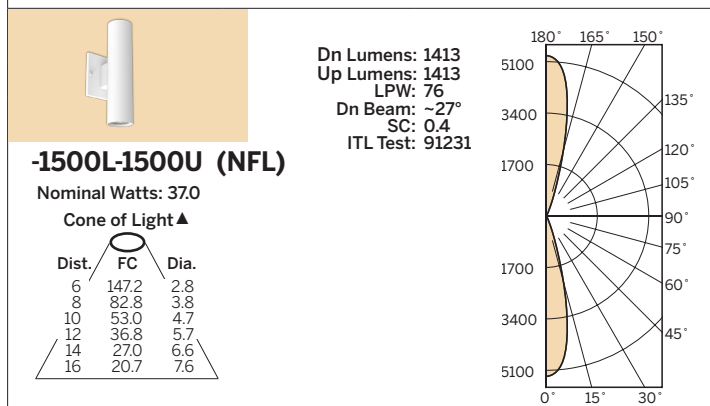 Dn Lumens: 1413
Up Lumens: 1413
LPW: 76
Dn Beam: ~27°
SC: 0.4
ITL Test: 91231
-1500L-1500U (NFL)
Nominal Watts: 37.0
Cone of Light▲
Dist. FC Dia.
6 147.2 2.8
8 82.8 3.8
10 53.0 4.7
12 36.8 5.7
14 27.0 6.6
16 20.7 7.6
180° 165° 150°
5100
135°
3400
120°
1700
105°
90°
75°
1700
60°
3400
45°
5100
0° 15° 30°